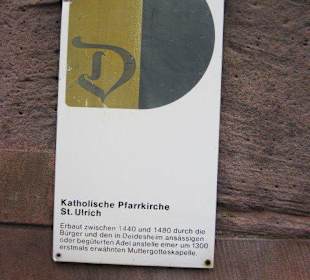 D
Katholische Pfarrkirche
St. Ulrich
Erbaut zwischen 1440 und 1480 durch die
Bürger und den in Deidesheim ansässigen
oder begüterten Adel anstelle einer um 1300
erstmals erwähnten Muttergotteskapelle.